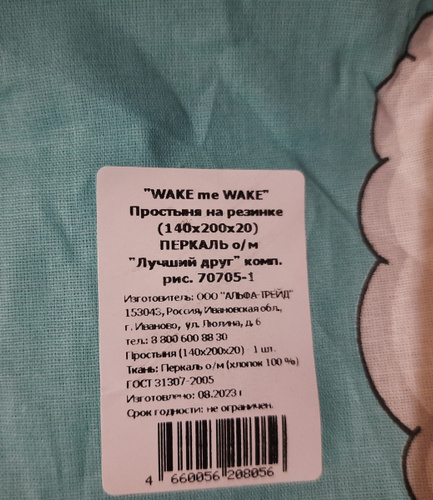 "WAKE me WAKE"
Простыня на резинке
(140х200х20)
ПЕРКАЛЬ о/м
"Лучший друг" комп.
рис. 70705-1
Изготовитель: ООО "АЛЬФА-ТРЕЙД"
153043, Россия, Ивановская обл.,
г. Иваново, ул. Люлина, д. 6
тел.: 8 800 600 88 30
Простыня (140х200х20) - 1 шт.
Ткань: Перкаль о/м (хлопок 100 %)
ГОСТ 31307-2005
Изготовлено: 08.2023 г
Срок годности: не ограничен.
4 660056 208056